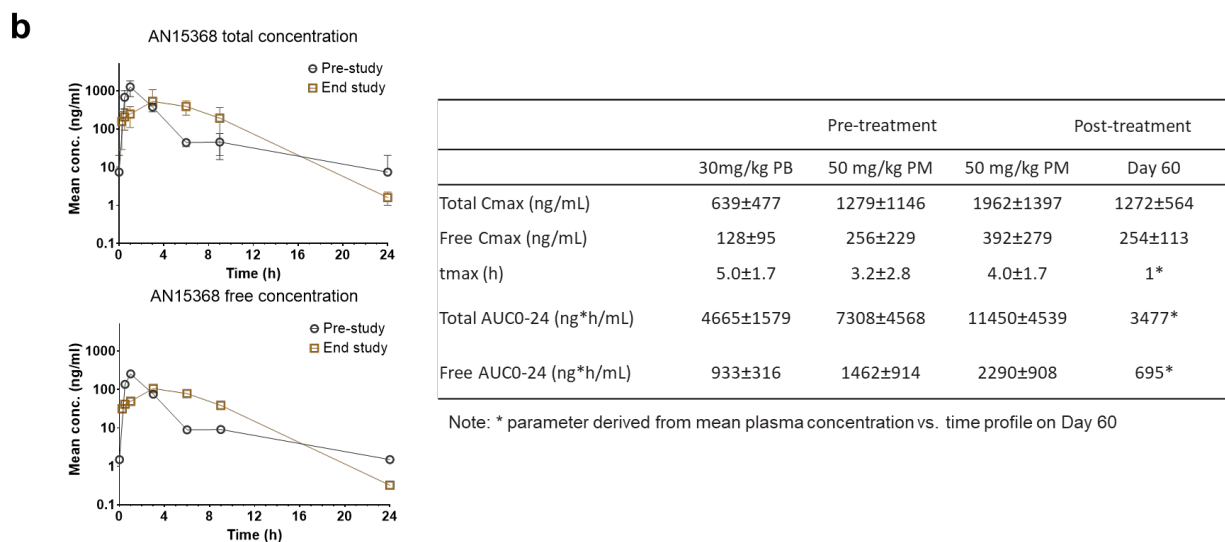 b
AN15368 total concentration
Pre-study
End study
1000
100
10
1
0.1
Mean conc. (ng/ml)
0 4 8 12 16 20 24
Time (h)
AN15368 free concentration
Pre-study
End study
1000
100
10
1
0.1
Mean conc. (ng/ml)
0 4 8 12 16 20 24
Time (h)
Pre-treatment Post-treatment
30mg/kg PB 50 mg/kg PM 50 mg/kg PM Day 60
Total Cmax (ng/mL) 639±477 1279±1146 1962±1397 1272±564
Free Cmax (ng/mL) 128±95 256±229 392±279 254±113
tmax (h) 5.0±1.7 3.2±2.8 4.0±1.7 1*
Total AUC0-24 (ng*h/mL) 4665±1579 7308±4568 11450±4539 3477*
Free AUC0-24 (ng*h/mL) 933±316 1462±914 2290±908 695*
Note: * parameter derived from mean plasma concentration vs. time profile on Day 60